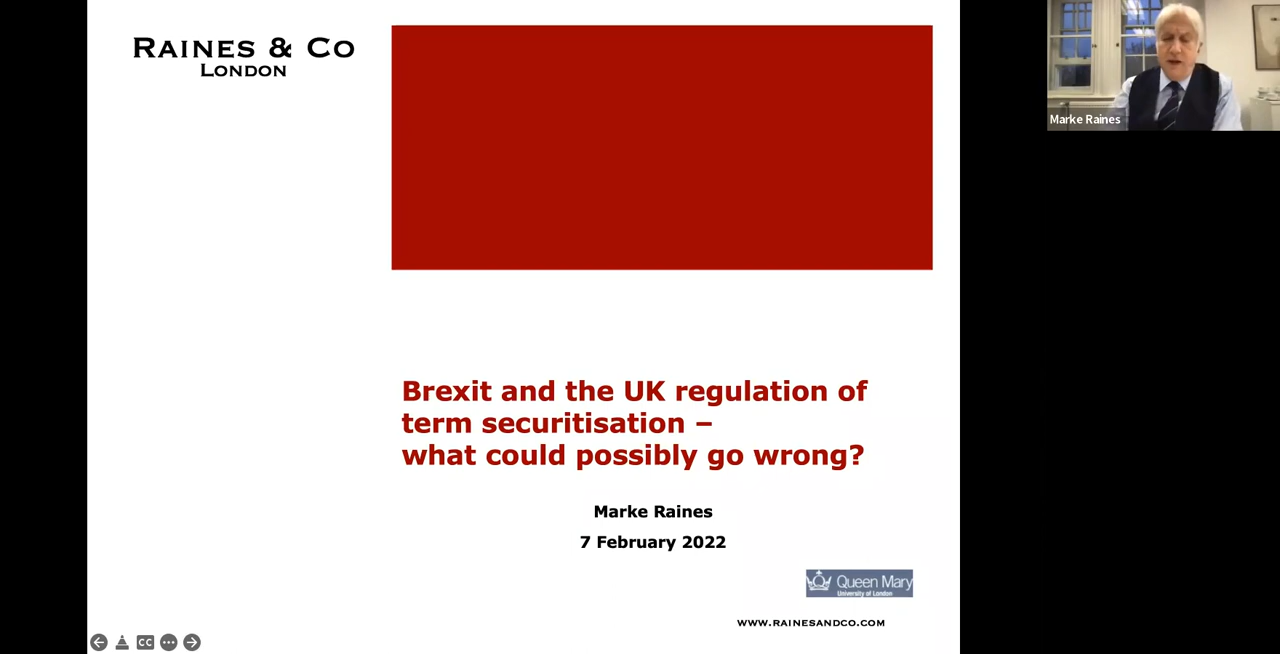 RAINES & CO
LONDON
Marke Raines
Brexit and the UK regulation of
term securitisation –
what could possibly go wrong?
Marke Raines
7 February 2022
Queen Mary
University of London
WWW.RAINESANDCO.COM
CC